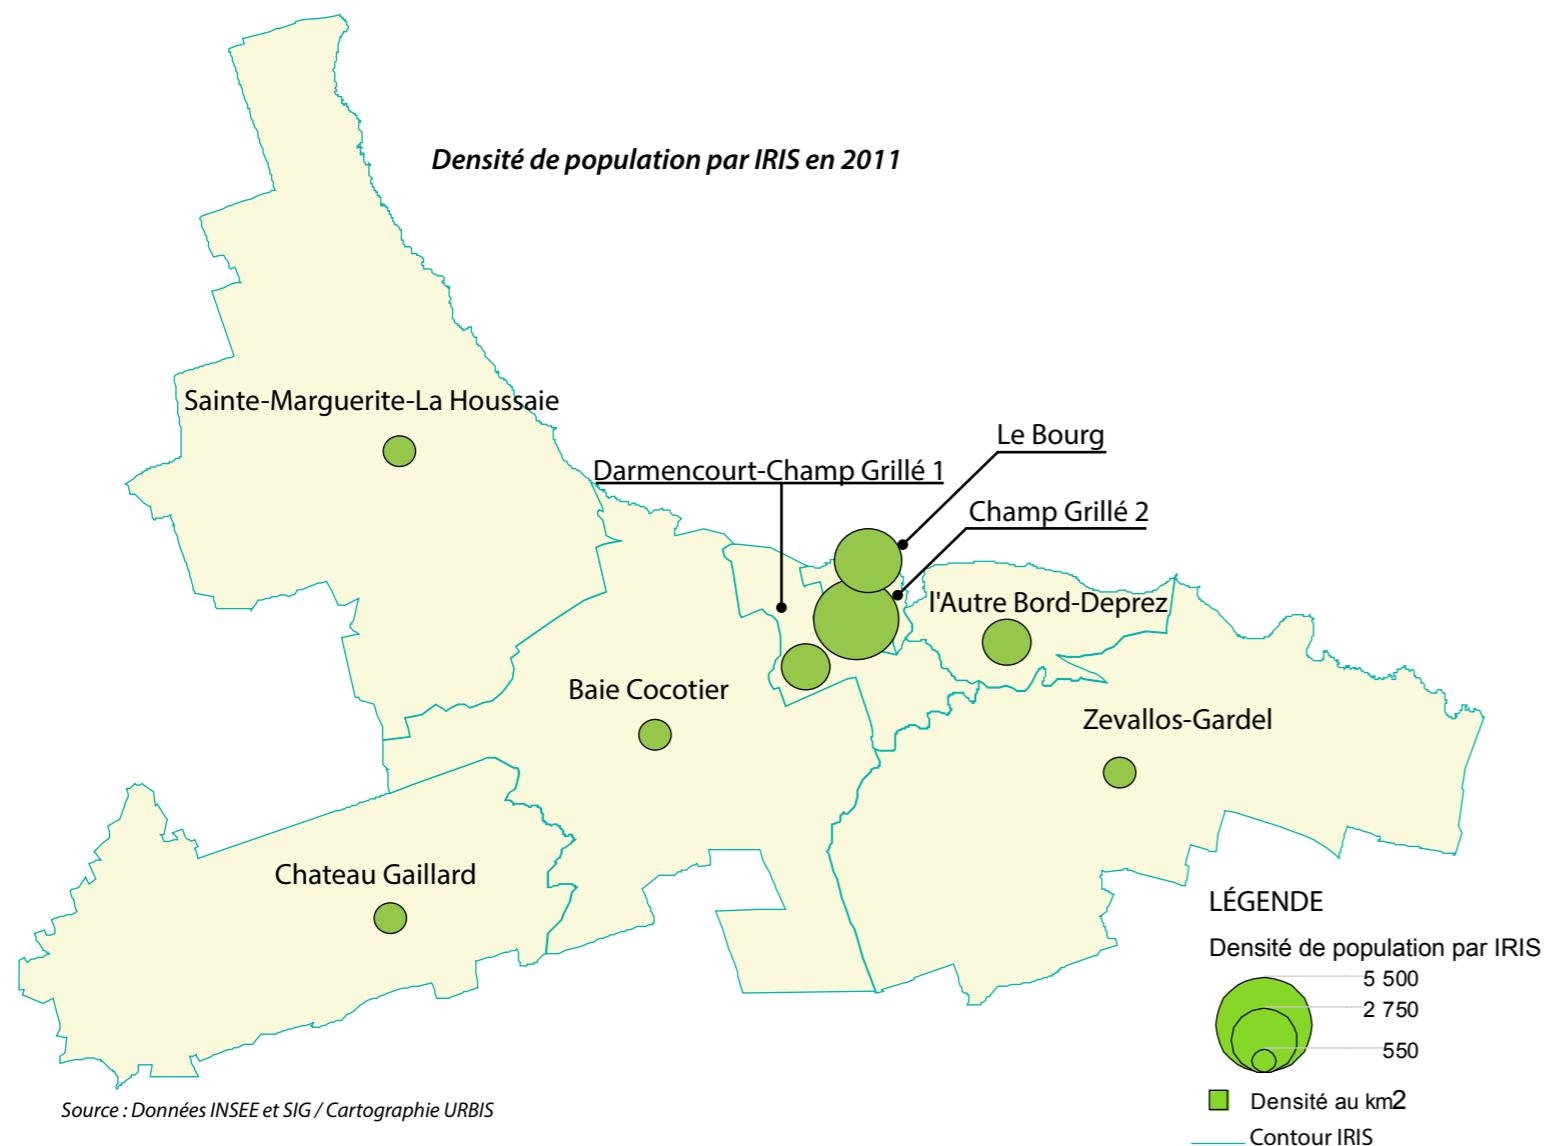 Densité de population par IRIS en 2011
Sainte-Marguerite-La Houssaie
Le Bourg
Darmencourt-Champ Grillé 1
Champ Grillé 2
l'Autre Bord-Deprez
Baie Cocotier
Zevallos-Gardel
Chateau Gaillard
LÉGENDE
Densité de population par IRIS
5 500
2 750
550
Densité au km2
Contour IRIS
Source : Données INSEE et SIG / Cartographie URBIS